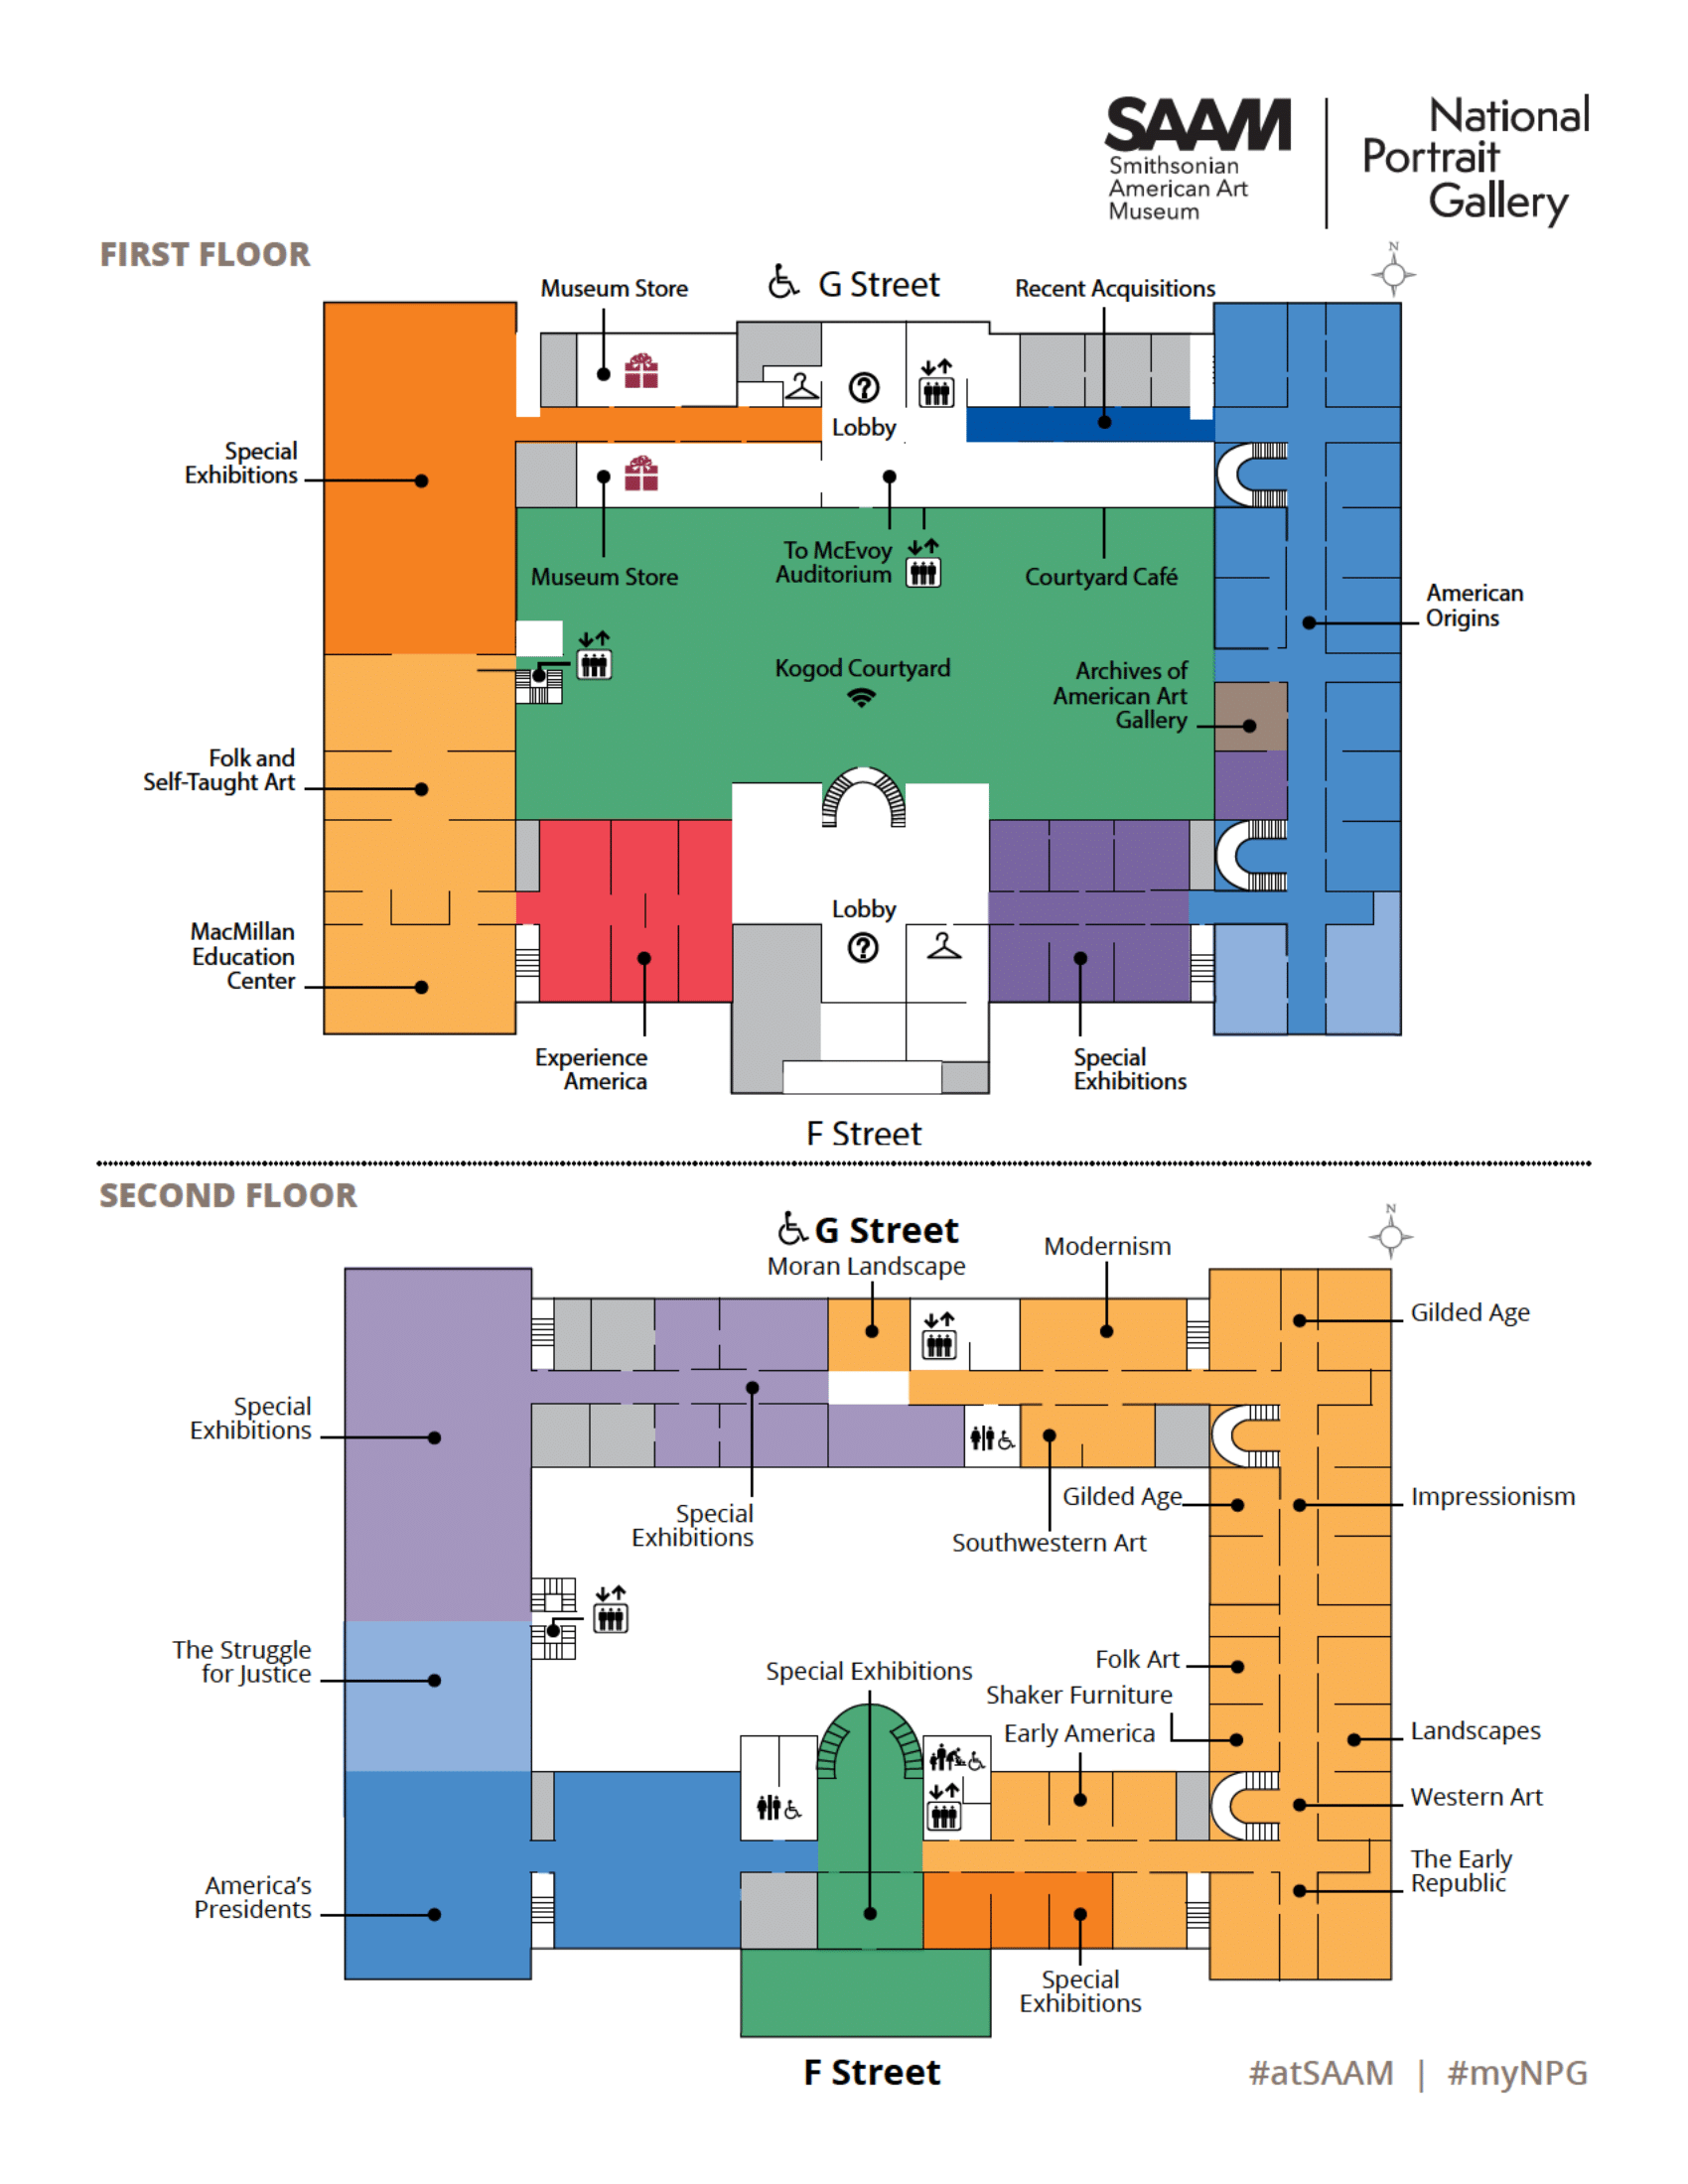 SAAM
Smithsonian
American Art
Museum
National
Portrait
Gallery
FIRST FLOOR
N
Museum Store
G Street
Recent Acquisitions
Lobby
Special
Exhibitions
To McEvoy
Auditorium
Museum Store
Courtyard Café
American
Origins
Kogod Courtyard
Archives of
American Art
Gallery
Folk and
Self-Taught Art
Lobby
MacMillan
Education
Center
Experience
America
Special
Exhibitions
F Street
SECOND FLOOR
N
G Street
Moran Landscape
Modernism
Gilded Age
Special
Exhibitions
Special
Exhibitions
Gilded Age
Impressionism
Southwestern Art
The Struggle
for Justice
Special Exhibitions
Folk Art
Shaker Furniture
Early America
Landscapes
Western Art
The Early
Republic
America's
Presidents
Special
Exhibitions
F Street
#atSAAM | #myNPG